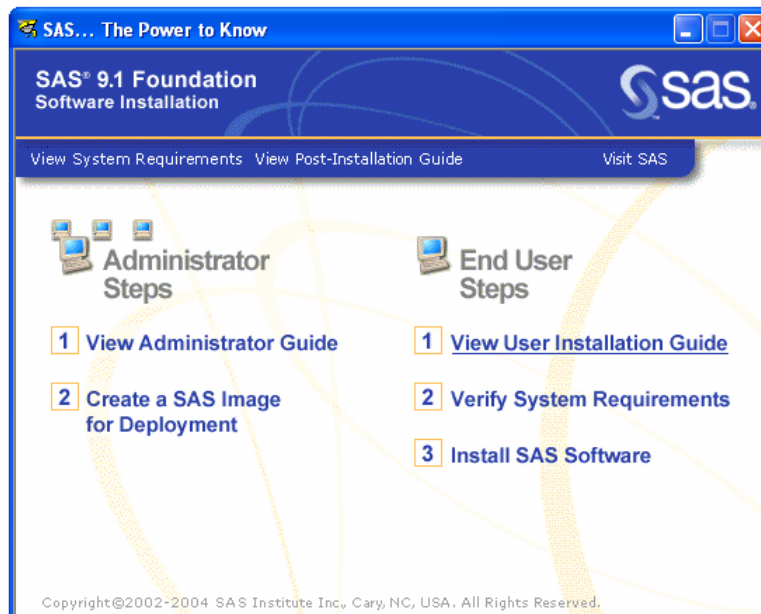 SAS... The Power to Know
SAS® 9.1 Foundation
Software Installation
sas.
View System Requirements View Post-Installation Guide Visit SAS
Administrator
Steps
1 View Administrator Guide
2 Create a SAS Image
for Deployment
End User
Steps
1 View User Installation Guide
2 Verify System Requirements
3 Install SAS Software
Copyright©2002-2004 SAS Institute Inc., Cary, NC, USA. All Rights Reserved.